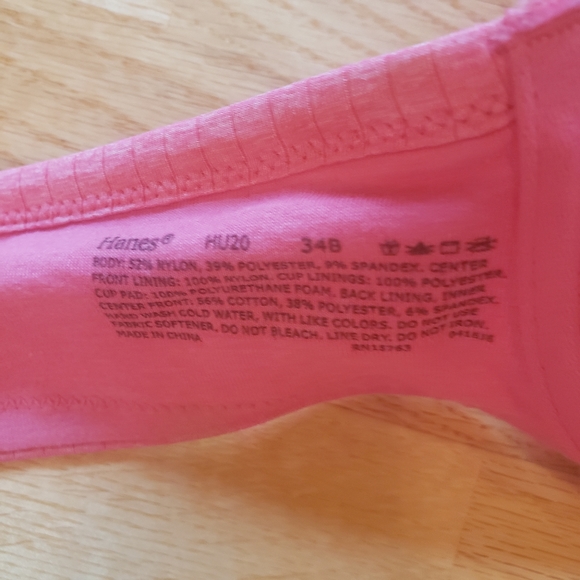 Hanes® HU20 34B
BODY: 52% NYLON, 39% POLYESTER, 9% SPANDEX. CENTER
FRONT LINING: 100% NYLON. CUP LININGS: 100% POLYESTER.
CUP PAD: 100% POLYURETHANE FOAM. BACK LINING, INNER
CENTER FRONT: 56% COTTON, 38% POLYESTER, 6% SPANDEX.
HAND WASH COLD WATER, WITH LIKE COLORS. DO NOT USE
FABRIC SOFTENER. DO NOT BLEACH. LINE DRY. DO NOT IRON.
MADE IN CHINA